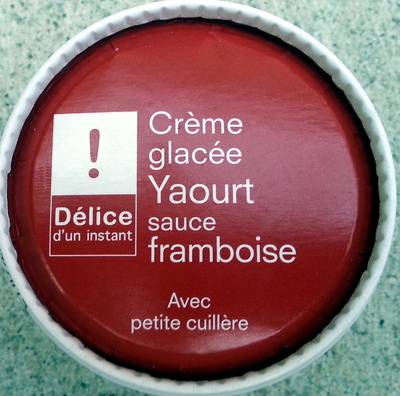 !
Délice
d'un instant
Crème
glacée
Yaourt
sauce
framboise
Avec
petite cuillère